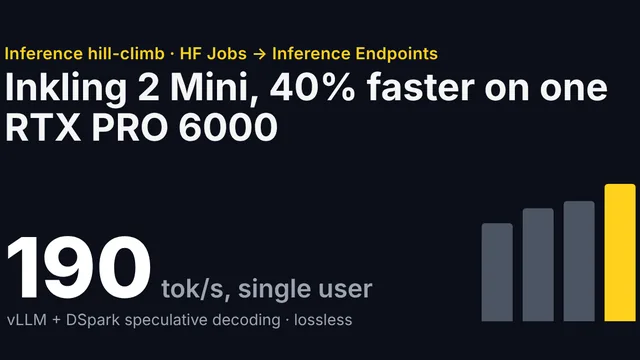 Inference hill-climb · HF Jobs → Inference Endpoints
Inkling 2 Mini, 40% faster on one
RTX PRO 6000
190 tok/s, single user
vLLM + DSpark speculative decoding · lossless